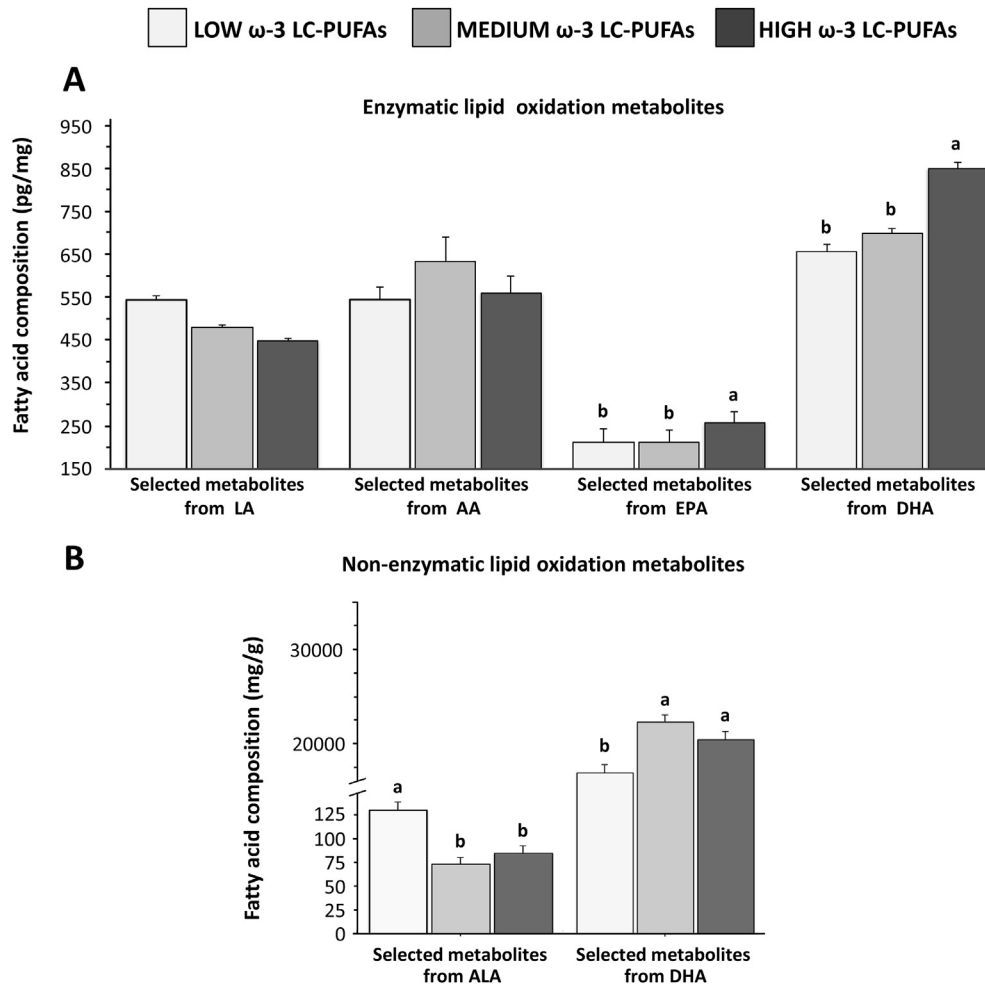 LOW ω-3 LC-PUFAs MEDIUM ω-3 LC-PUFAs HIGH ω-3 LC-PUFAs
A
Enzymatic lipid oxidation metabolites
Fatty acid composition (pg/mg)
950
850
750
650
550
450
350
250
150
b b a
b b a
Selected metabolites from LA
Selected metabolites from AA
Selected metabolites from EPA
Selected metabolites from DHA
B
Non-enzymatic lipid oxidation metabolites
Fatty acid composition (mg/g)
30000
20000
125
100
75
50
25
0
a b b
b a a
Selected metabolites from ALA
Selected metabolites from DHA